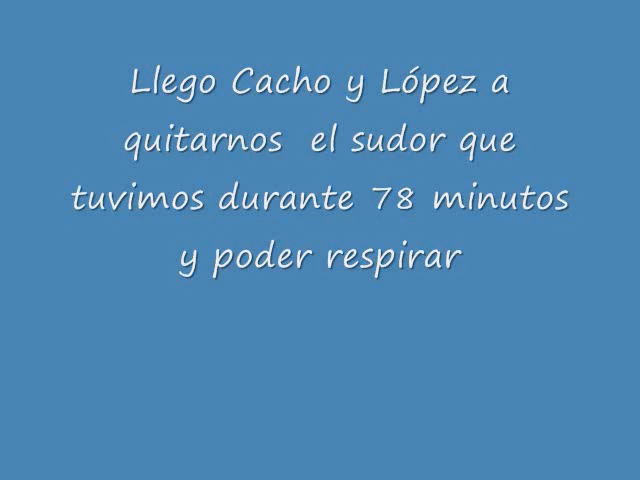 Llego Cacho y López a
quitarnos  el sudor que
tuvimos durante 78 minutos
y poder respirar